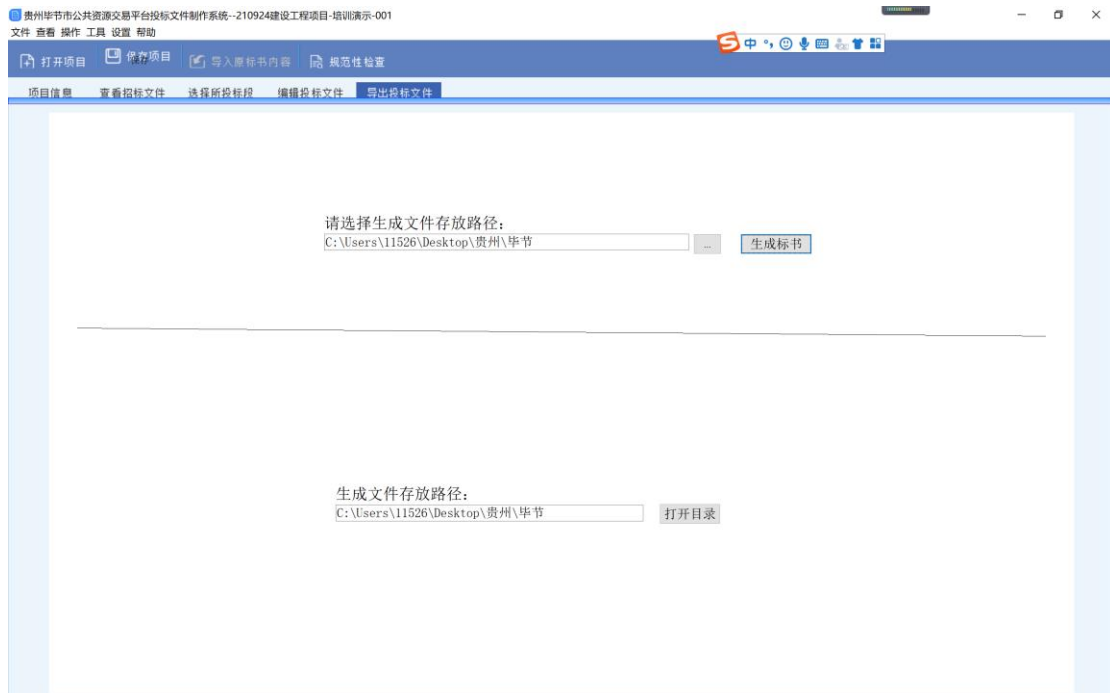 贵州毕节市公共资源交易平台投标文件制作系统--210924建设工程项目-培训演示-001
文件 查看 操作 工具 设置 帮助
打开项目 保存项目 导入原标书内容 规范性检查
中
项目信息 查看招标文件 选择所投标段 编辑投标文件 导出投标文件
请选择生成文件存放路径：
C:\Users\11526\Desktop\贵州\毕节 ... 生成标书
生成文件存放路径：
C:\Users\11526\Desktop\贵州\毕节 打开目录